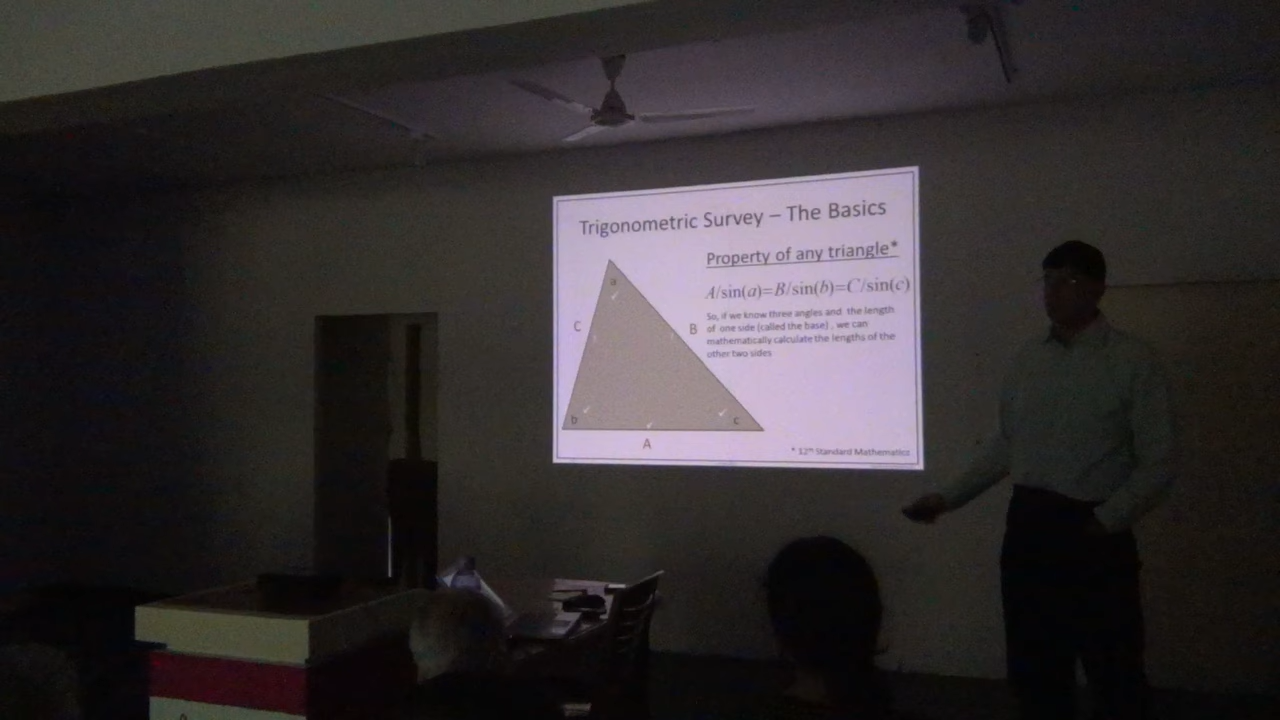 Trigonometric Survey – The Basics
Property of any triangle*
A/sin(a)=B/sin(b)=C/sin(c)
So, if we know three angles and the length
of one side (called the base) , we can
mathematically calculate the lengths of the
other two sides
a
C
B
b
c
A
* 12th Standard Mathematics